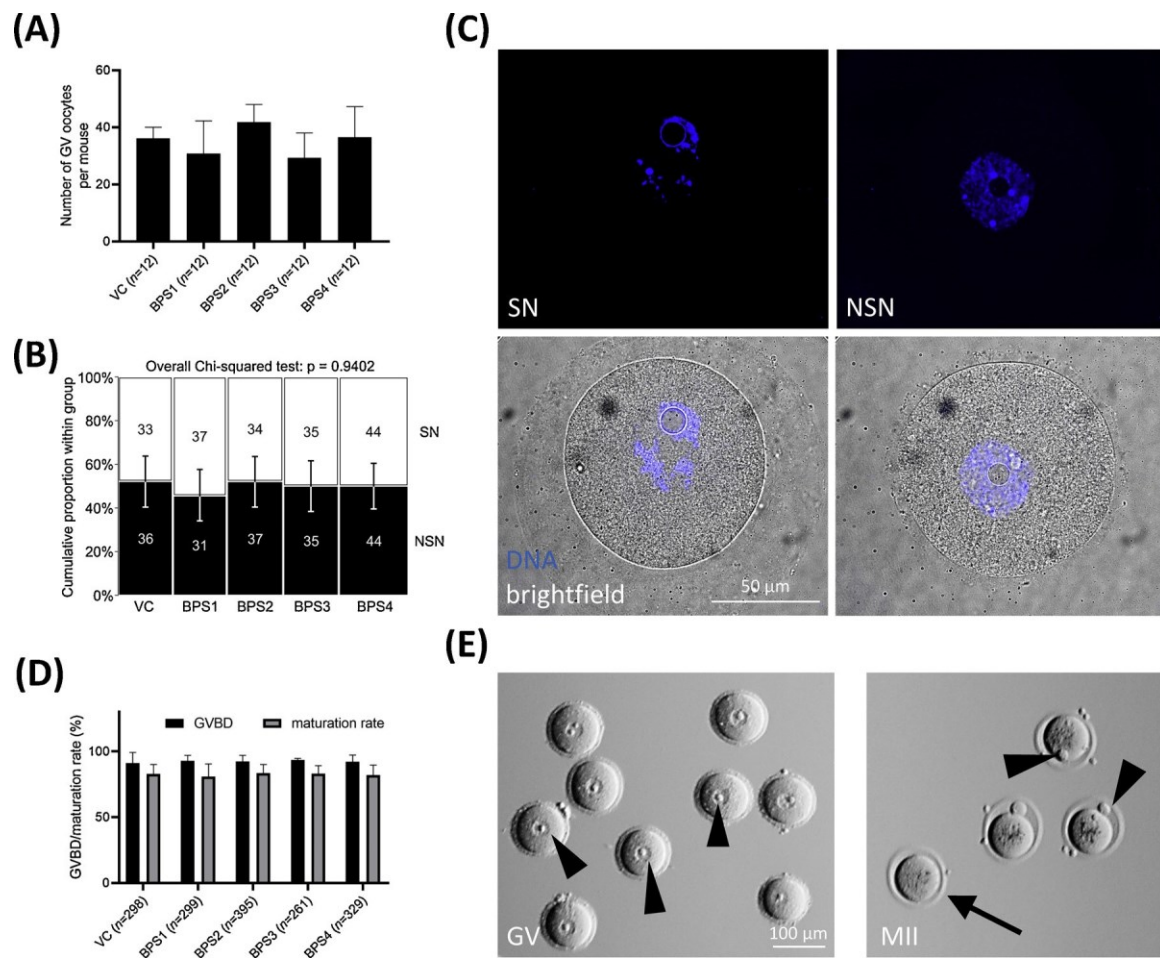 (A)
Number of GV oocytes
per mouse
60
40
20
0
VC (n=12)
BPS1 (n=12)
BPS2 (n=12)
BPS3 (n=12)
BPS4 (n=12)
(B)
Overall Chi-squared test: p = 0.9402
Cumulative proportion within group
100%
80%
60%
40%
20%
0%
33 37 34 35 44
SN
36 31 37 35 44
NSN
VC BPS1 BPS2 BPS3 BPS4
(C)
SN
NSN
DNA
brightfield
50 µm
(D)
GVBD maturation rate
GVBD/maturation rate (%)
100
50
0
VC (n=298)
BPS1 (n=299)
BPS2 (n=395)
BPS3 (n=261)
BPS4 (n=329)
(E)
GV
100 µm
MII